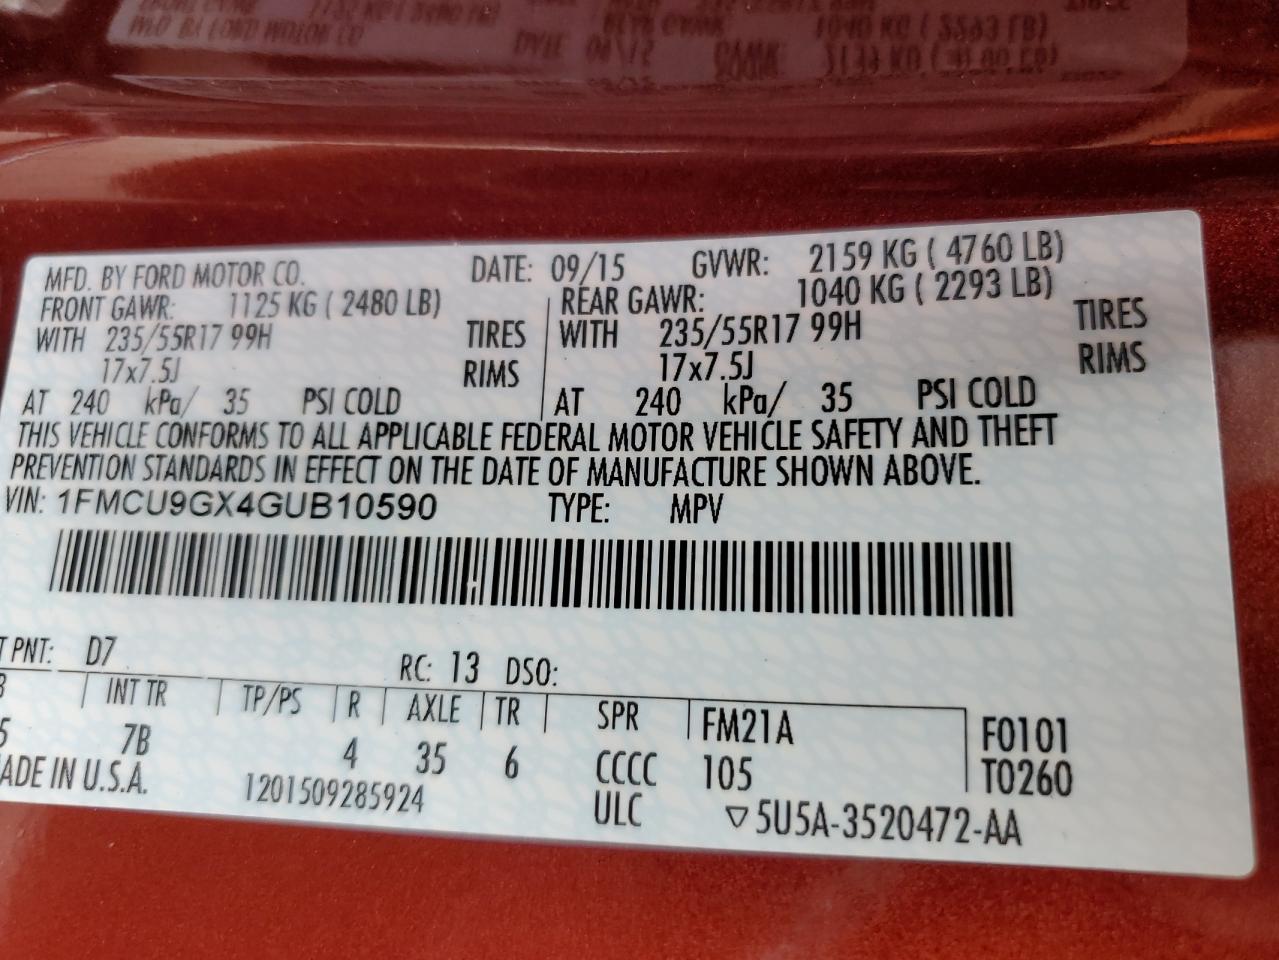 MFD. BY FORD MOTOR CO. DATE: 09/15 GVWR: 2159 KG ( 4760 LB)
FRONT GAWR: 1125 KG ( 2480 LB) REAR GAWR: 1040 KG ( 2293 LB)
WITH 235/55R17 99H TIRES WITH 235/55R17 99H TIRES
17x7.5J RIMS 17x7.5J RIMS
AT 240 kPa/ 35 PSI COLD AT 240 kPa/ 35 PSI COLD
THIS VEHICLE CONFORMS TO ALL APPLICABLE FEDERAL MOTOR VEHICLE SAFETY AND THEFT
PREVENTION STANDARDS IN EFFECT ON THE DATE OF MANUFACTURE SHOWN ABOVE.
VIN: 1FMCU9GX4GUB10590 TYPE: MPV
T PNT: D7 RC: 13 DSO:
INT TR TP/PS R AXLE TR SPR FM21A F0101
5 7B 4 35 6 CCCC 105 T0260
ADE IN U.S.A. 1201509285924 ULC ▽5U5A-3520472-AA